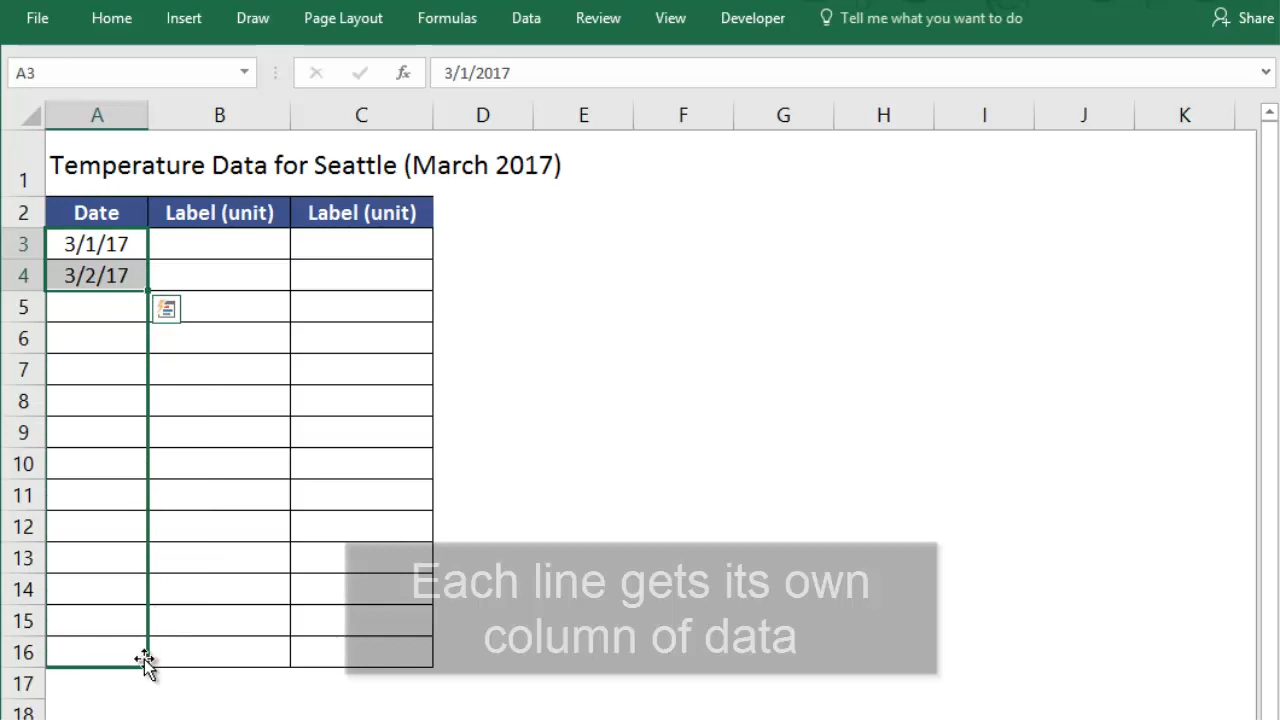 File Home Insert Draw Page Layout Formulas Data Review View Developer Tell me what you want to do Share
A3 fx 3/1/2017
A B C D E F G H I J K
1 Temperature Data for Seattle (March 2017)
2 Date Label (unit) Label (unit)
3 3/1/17
4 3/2/17
5
6
7
8
9
10
11
12
13
14
15
16
17
18
Each line gets its own
column of data